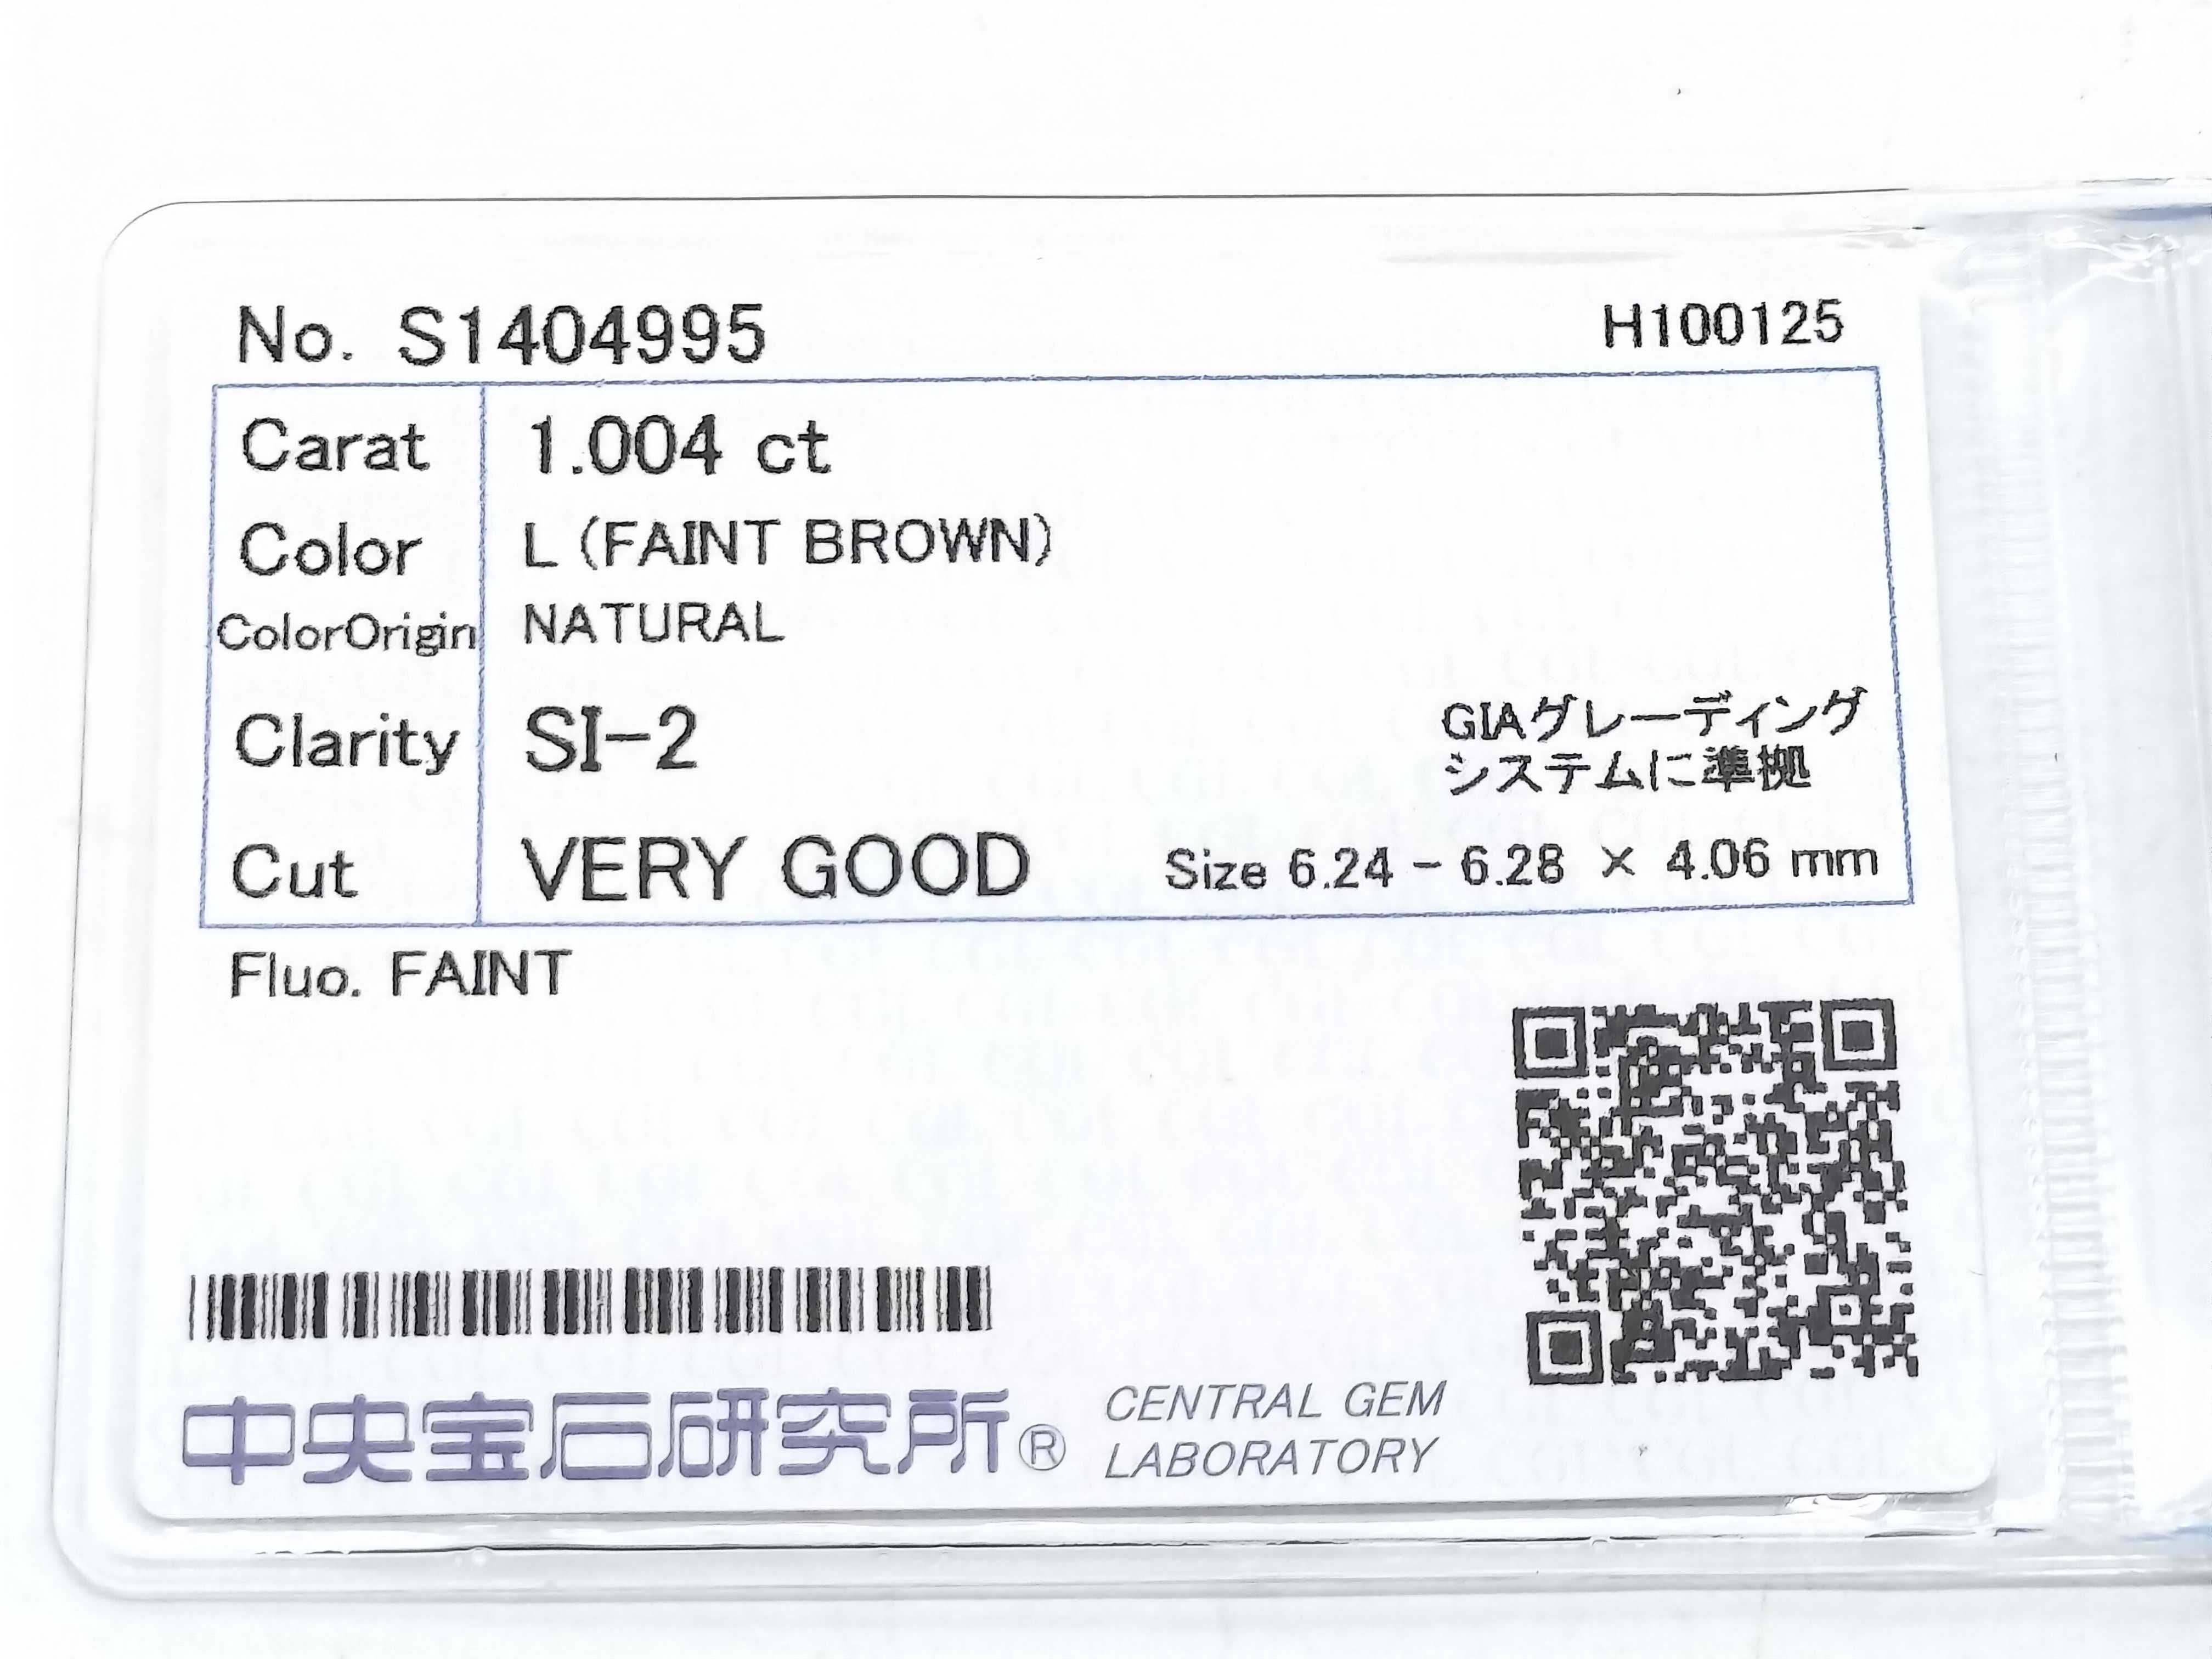 No. S1404995 H100125
Carat 1.004 ct
Color L (FAINT BROWN)
ColorOrigin NATURAL
Clarity SI-2
GIAグレーディング
システムに準拠
Cut VERY GOOD Size 6.24 - 6.28 × 4.06 mm
Fluo. FAINT
中央宝石研究所® CENTRAL GEM
LABORATORY